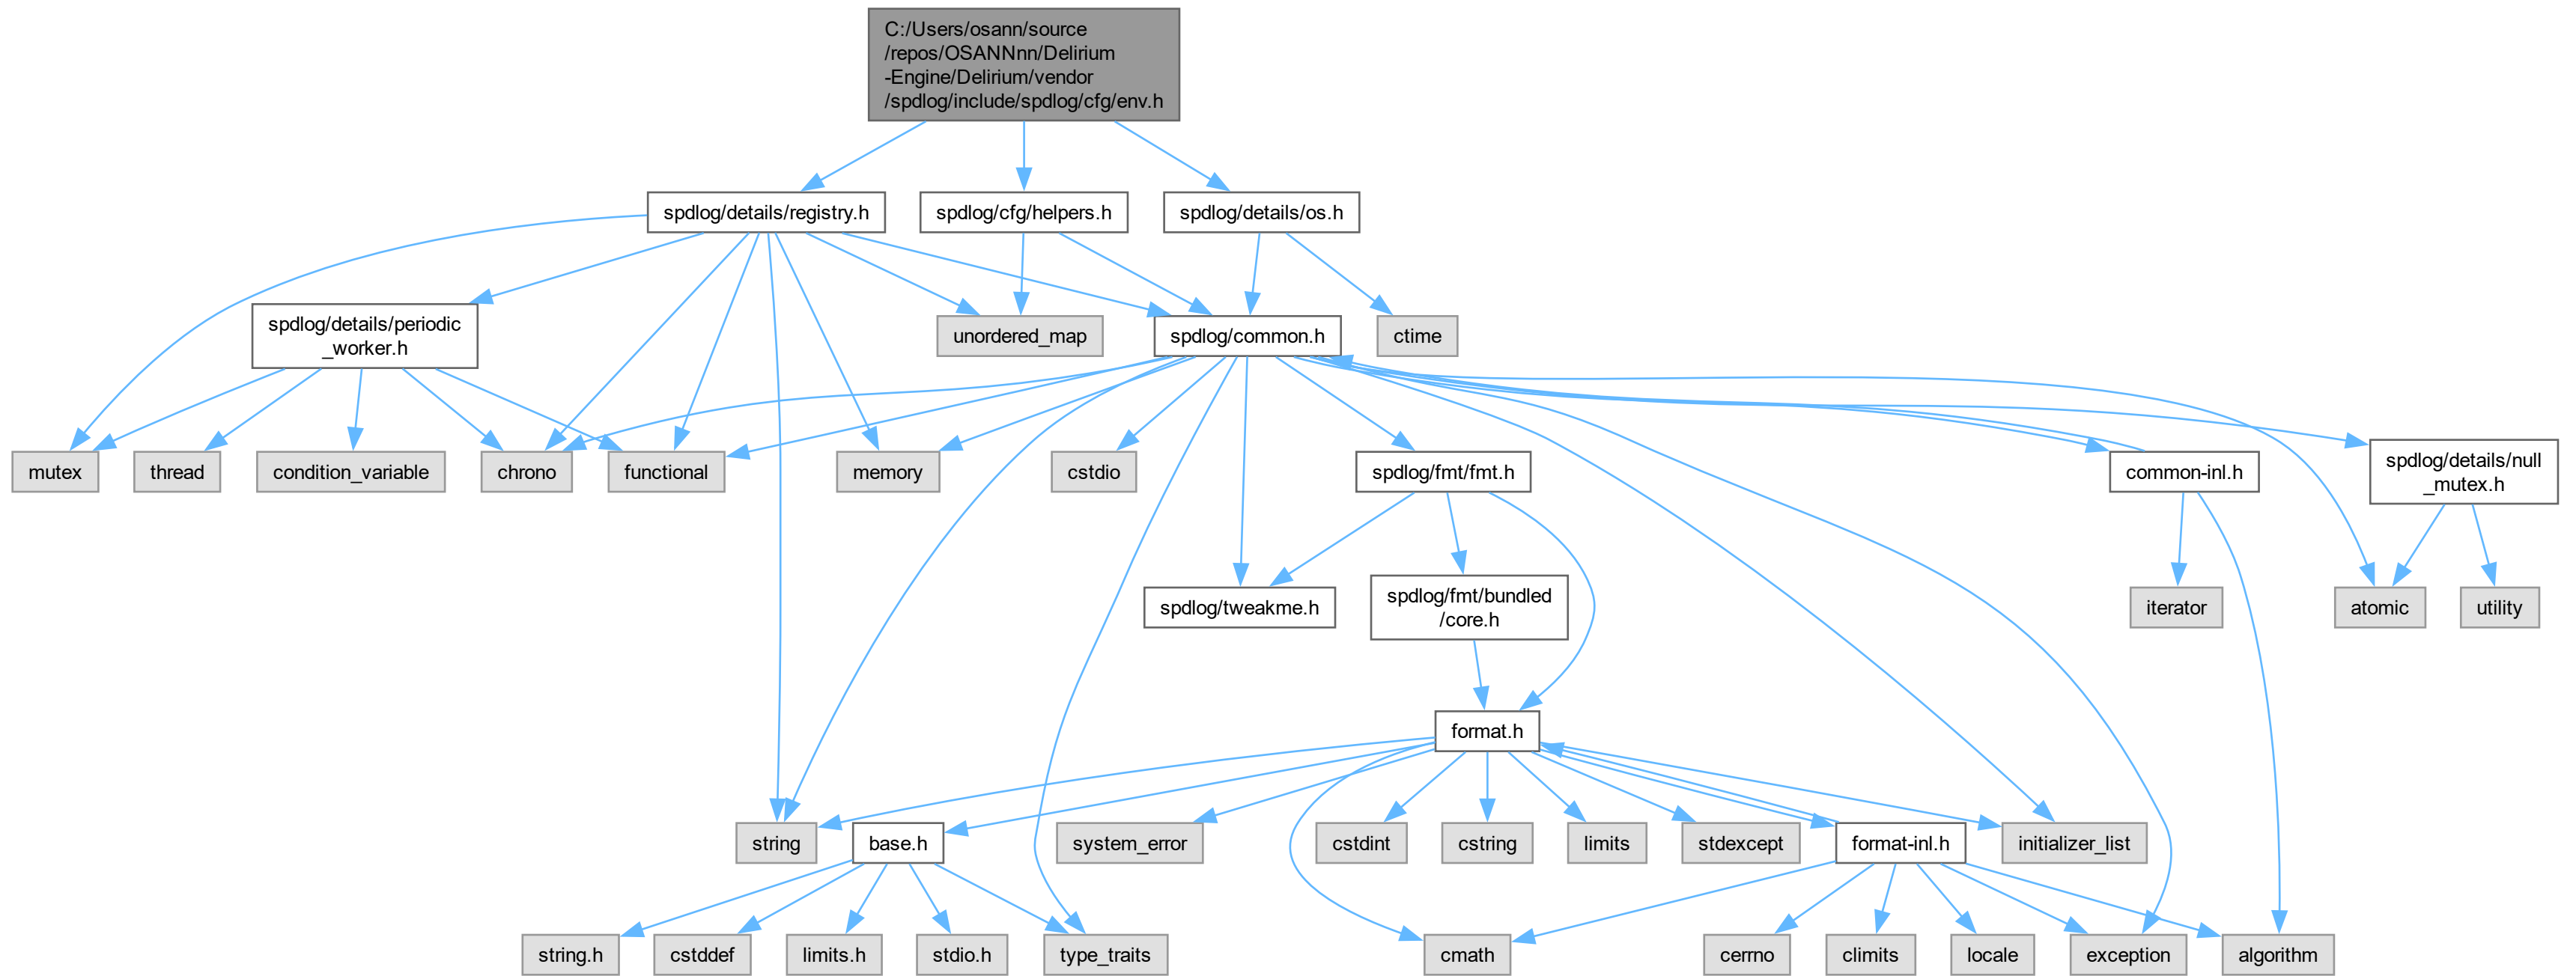 C:/Users/osann/source
/repos/OSANNnn/Delirium
-Engine/Delirium/vendor
/spdlog/include/spdlog/cfg/env.h
spdlog/details/registry.h
spdlog/cfg/helpers.h
spdlog/details/os.h
spdlog/details/periodic
_worker.h
unordered_map
spdlog/common.h
ctime
mutex
thread
condition_variable
chrono
functional
memory
cstdio
spdlog/fmt/fmt.h
common-inl.h
spdlog/details/null
_mutex.h
spdlog/tweakme.h
spdlog/fmt/bundled
/core.h
iterator
atomic
utility
format.h
string
base.h
system_error
cstdint
cstring
limits
stdexcept
format-inl.h
initializer_list
string.h
cstddef
limits.h
stdio.h
type_traits
cmath
cerrno
climits
locale
exception
algorithm